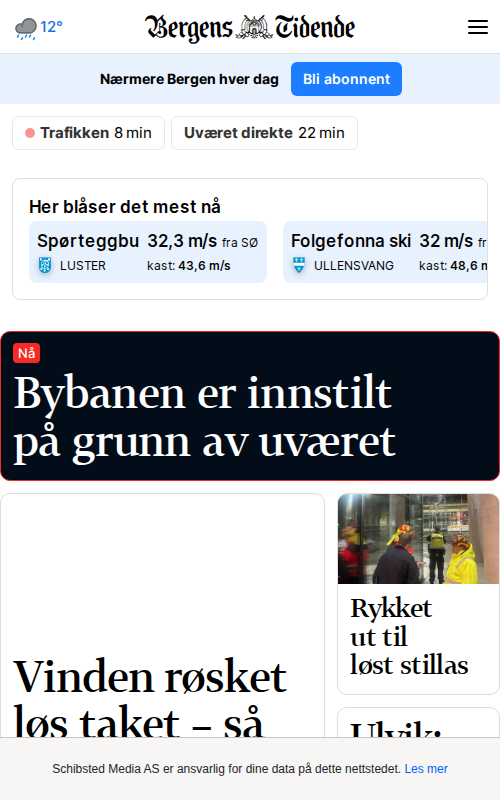 12°
Bergens Tidende
Nærmere Bergen hver dag
Bli abonnent
Trafikken 8 min
Uværet direkte 22 min
Her blåser det mest nå
Spørteggbu 32,3 m/s fra SØ
LUSTER kast: 43,6 m/s
Folgefonna ski 32 m/s fr
ULLENSVANG kast: 48,6 m
Nå
Bybanen er innstilt
på grunn av uværet
Vinden røsket
løs taket – så
Rykket
ut til
løst stillas
Ulvik:
Schibsted Media AS er ansvarlig for dine data på dette nettstedet. Les mer